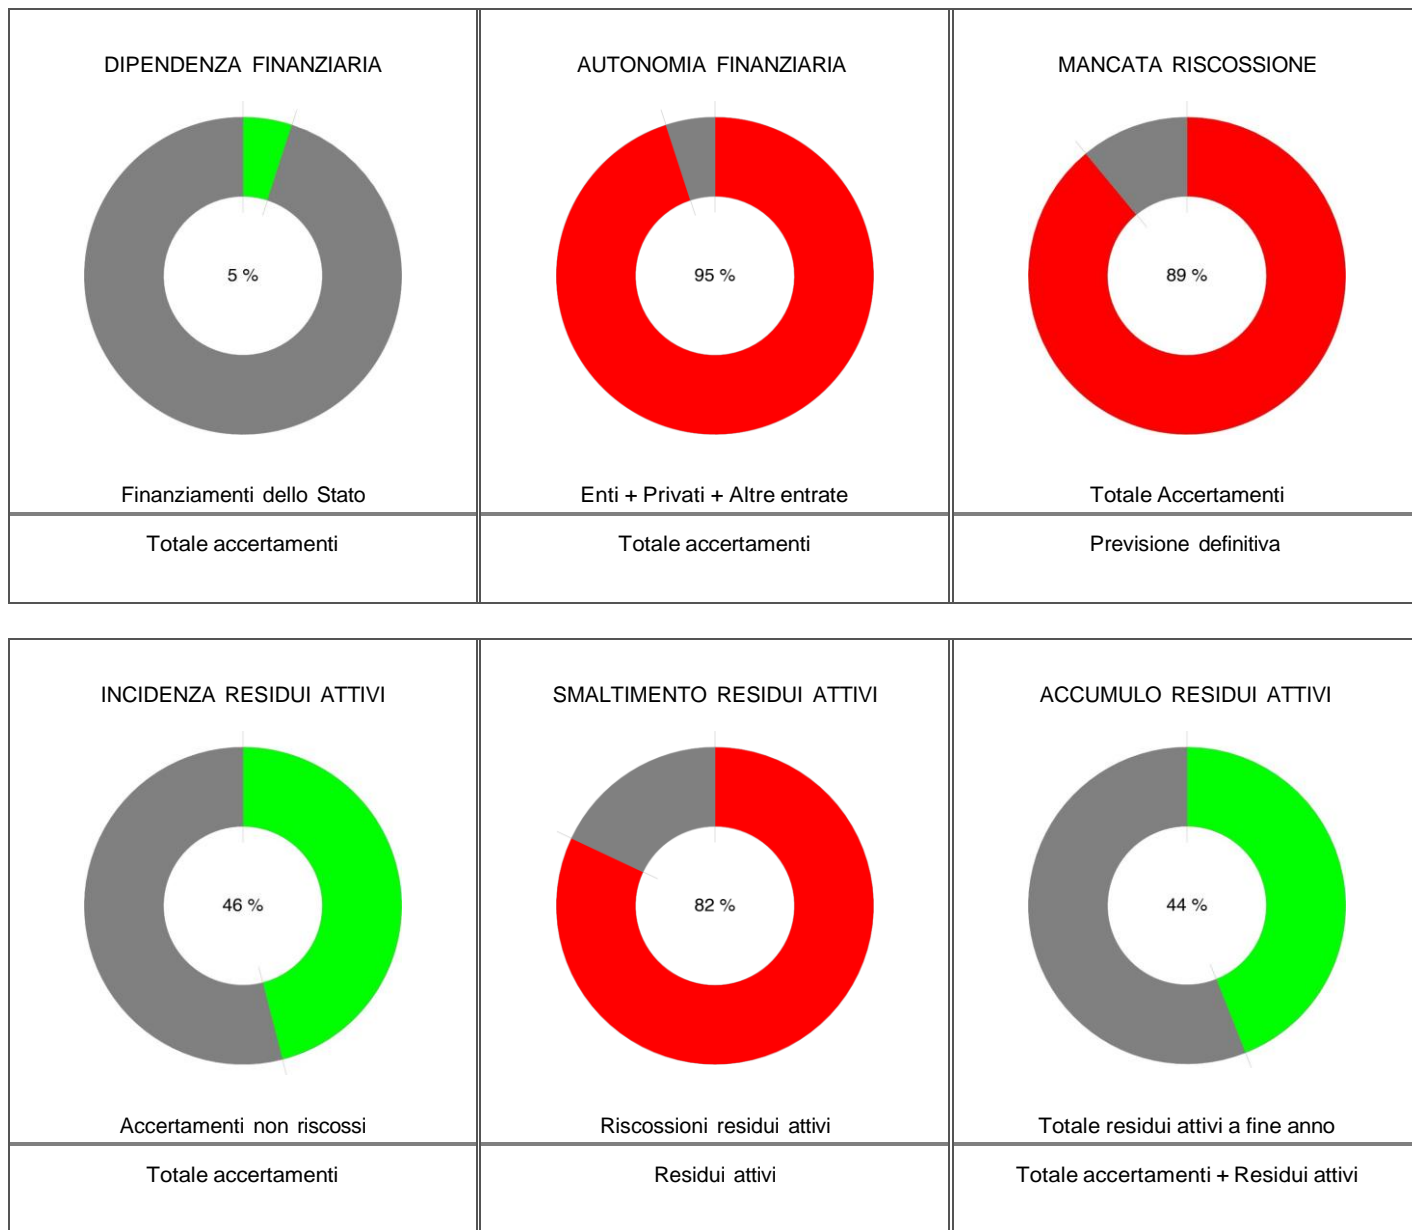 DIPENDENZA FINANZIARIA
5 %
Finanziamenti dello Stato
Totale accertamenti
AUTONOMIA FINANZIARIA
95 %
Enti + Privati + Altre entrate
Totale accertamenti
MANCATA RISCOSSIONE
89 %
Totale Accertamenti
Previsione definitiva
INCIDENZA RESIDUI ATTIVI
46 %
Accertamenti non riscossi
Totale accertamenti
SMALTIMENTO RESIDUI ATTIVI
82 %
Riscossioni residui attivi
Residui attivi
ACCUMULO RESIDUI ATTIVI
44 %
Totale residui attivi a fine anno
Totale accertamenti + Residui attivi